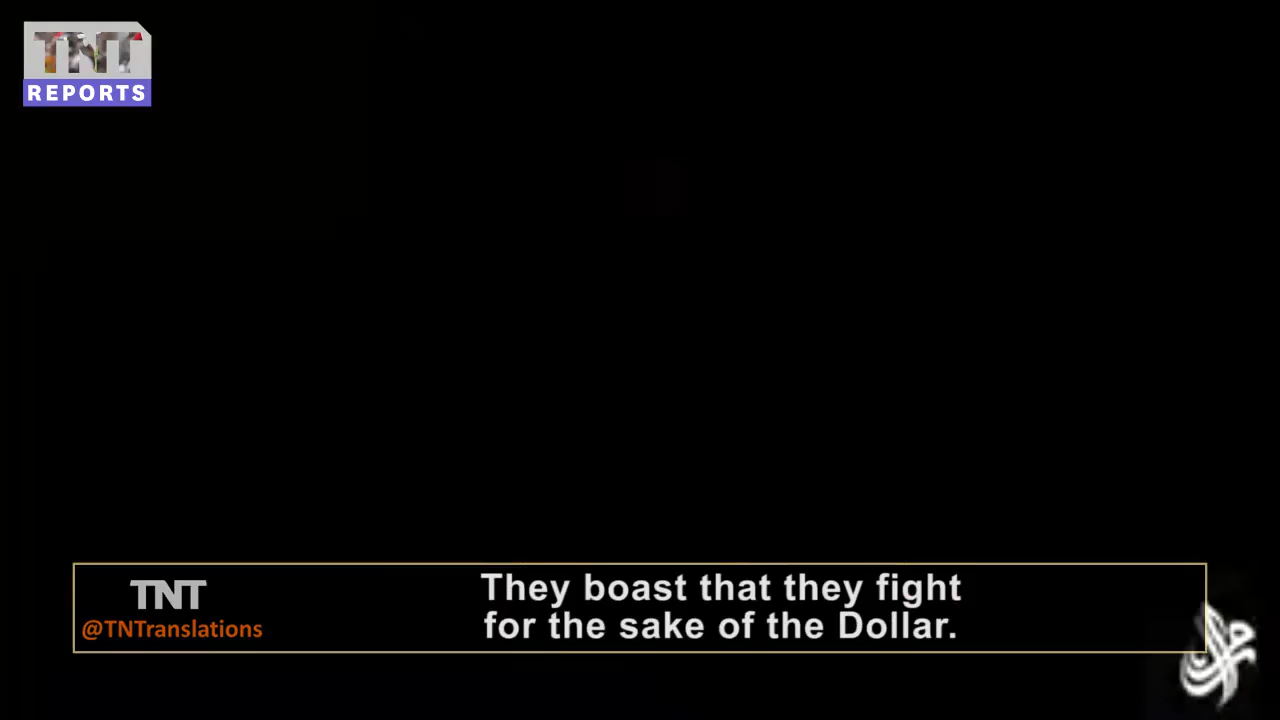 TNT
REPORTS
TNT
@TNTranslations
They boast that they fight
for the sake of the Dollar.